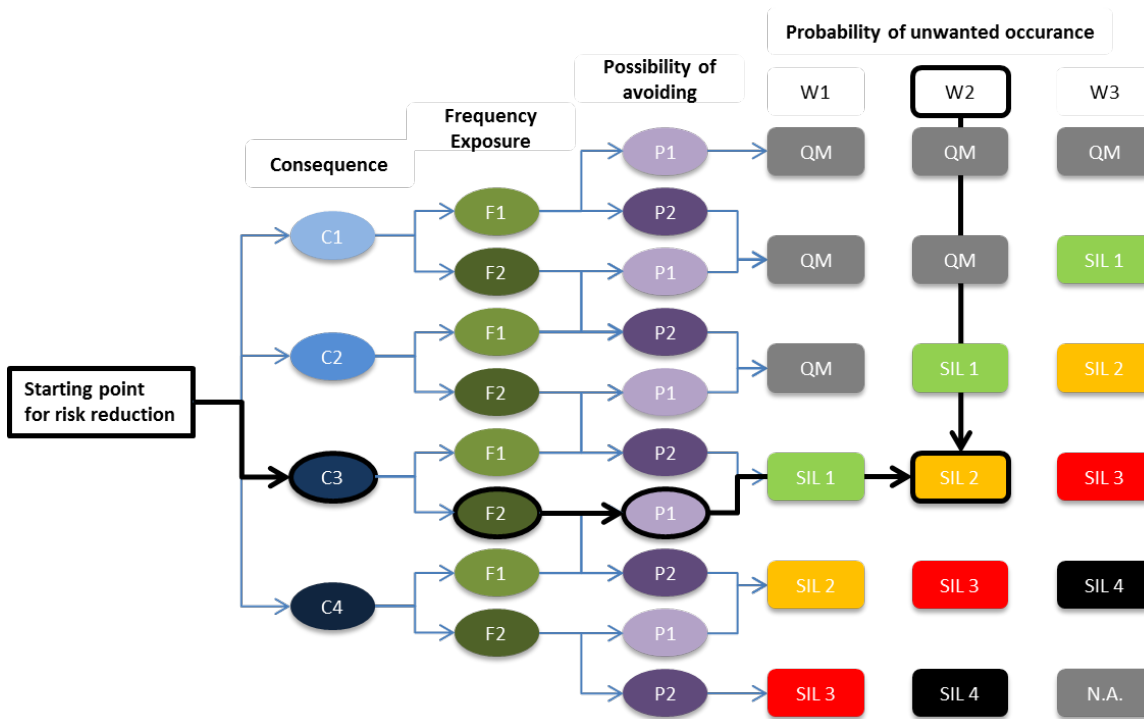 Probability of unwanted occurance
Possibility of
avoiding
W1 W2 W3
Frequency
Exposure
P1 QM QM QM
Consequence
F1 P2
C1
F2 P1 QM QM SIL 1
F1 P2
C2 QM SIL 1 SIL 2
Starting point
for risk reduction
F2 P1
F1 P2
C3 SIL 1 SIL 2 SIL 3
F2 P1
F1 P2 SIL 2 SIL 3 SIL 4
C4
F2 P1
P2 SIL 3 SIL 4 N.A.